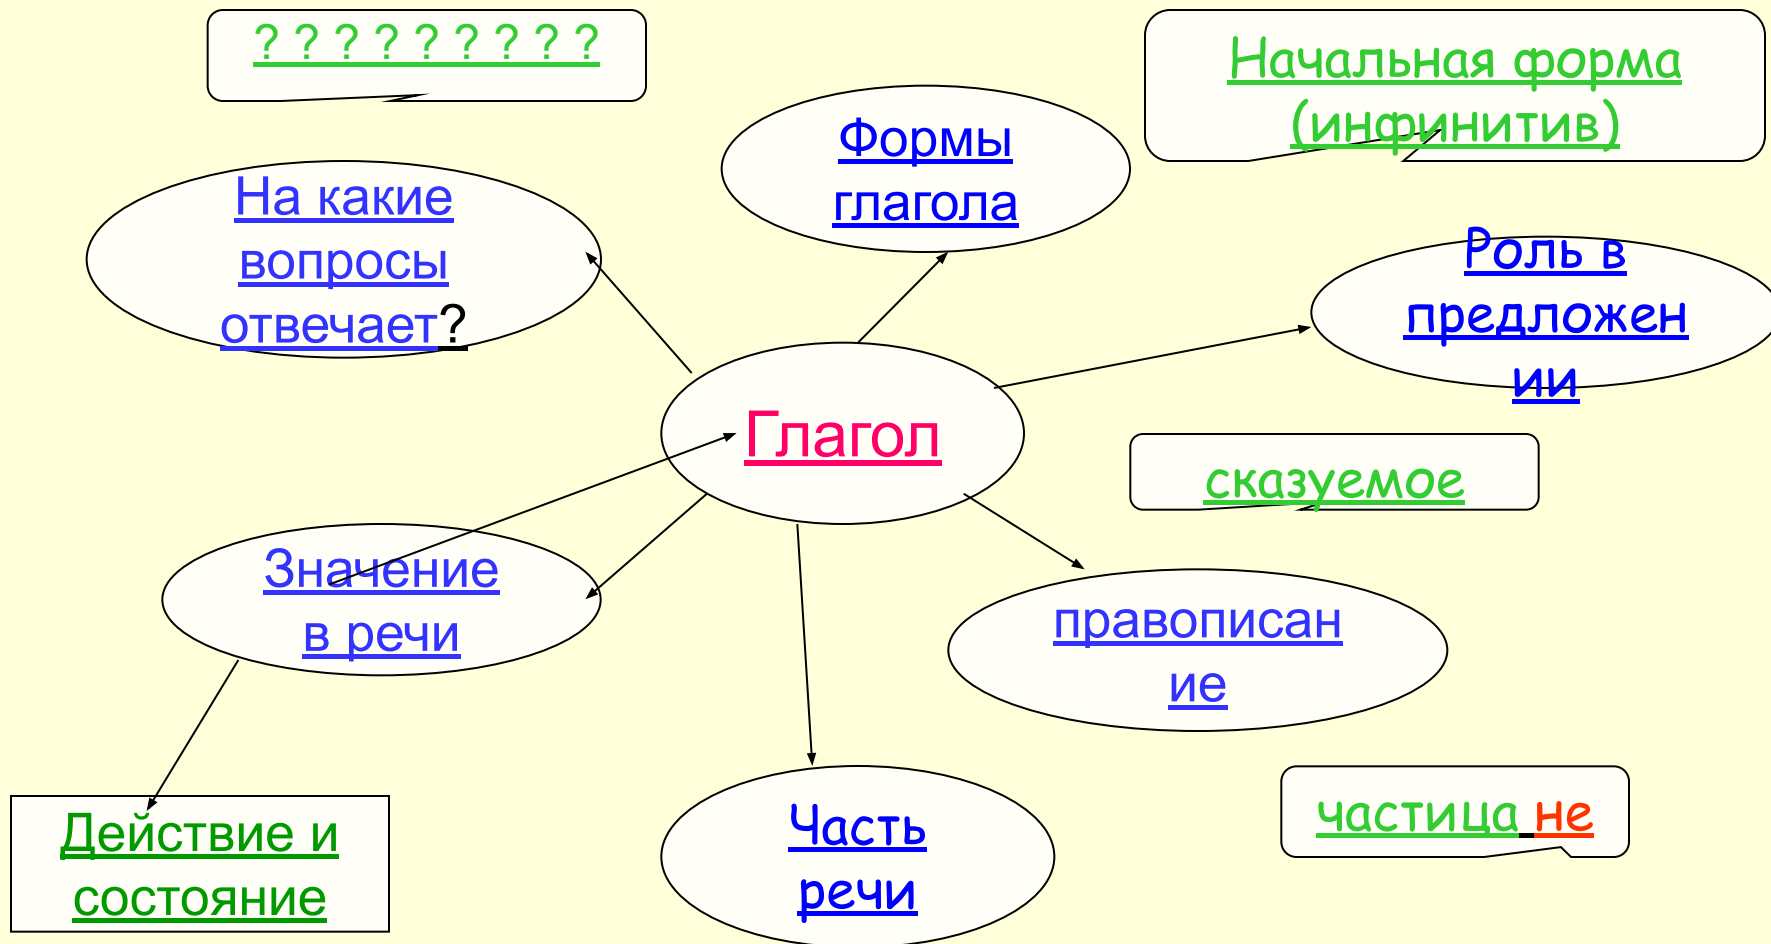 ? ? ? ? ? ? ? ? ?
Начальная форма
(инфинитив)
Формы
глагола
На какие
вопросы
отвечает?
Роль в
предложен
ии
Глагол
сказуемое
Значение
в речи
правописан
ие
Часть
речи
частица не
Действие и
состояние